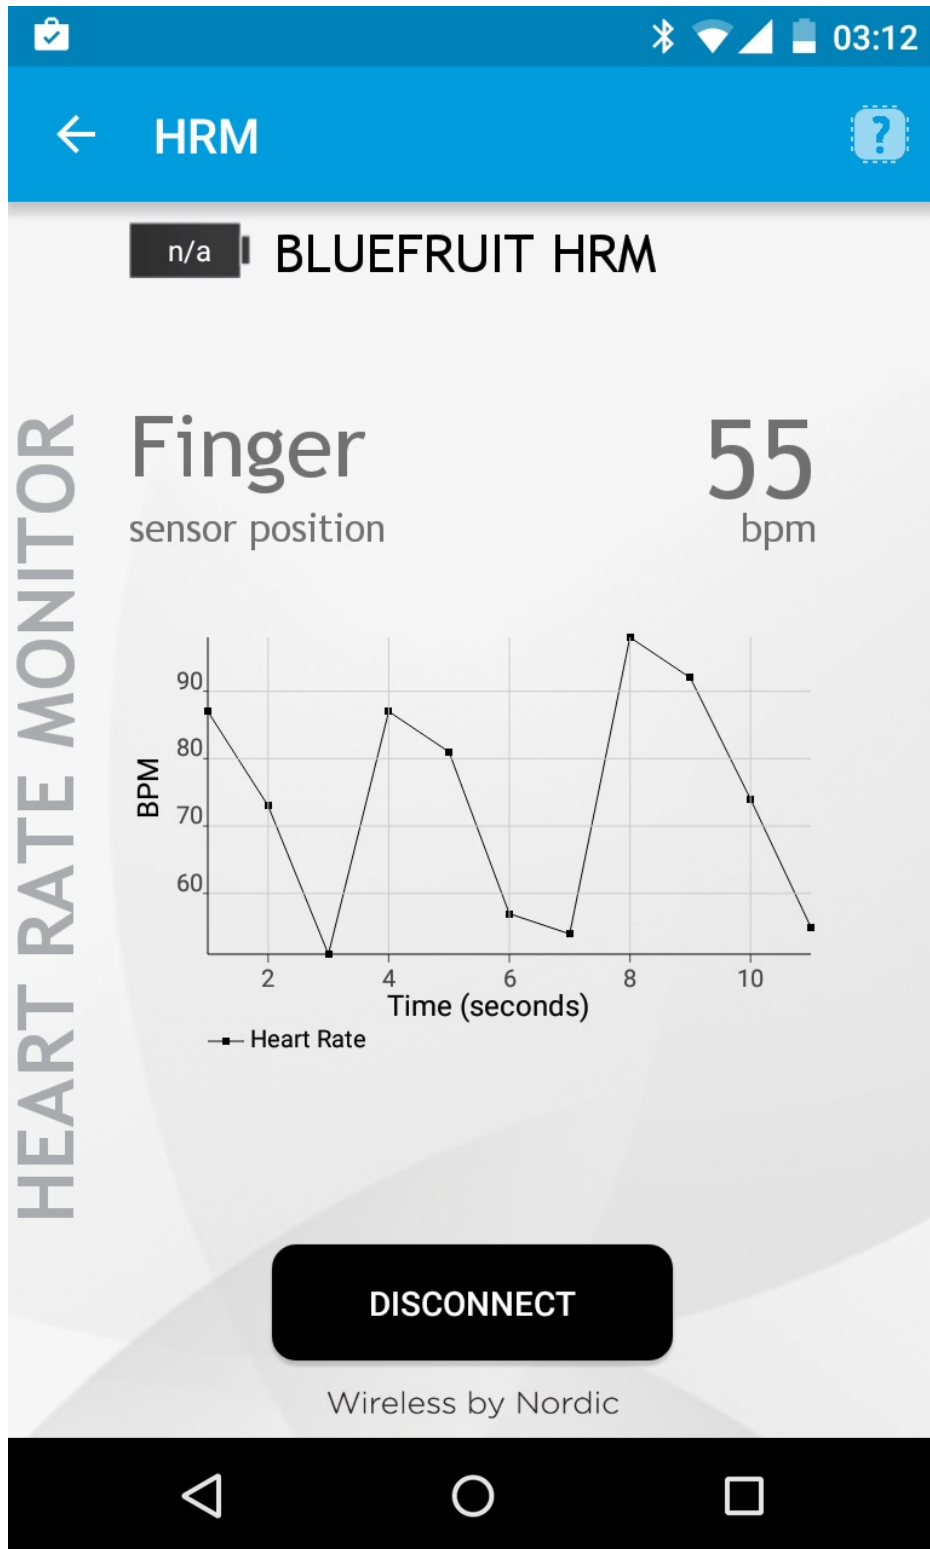 03:12
HRM
n/a BLUEFRUIT HRM
HEART RATE MONITOR
Finger 55
sensor position bpm
BPM
90
80
70
60
2 4 6 8 10
Time (seconds)
Heart Rate
DISCONNECT
Wireless by Nordic